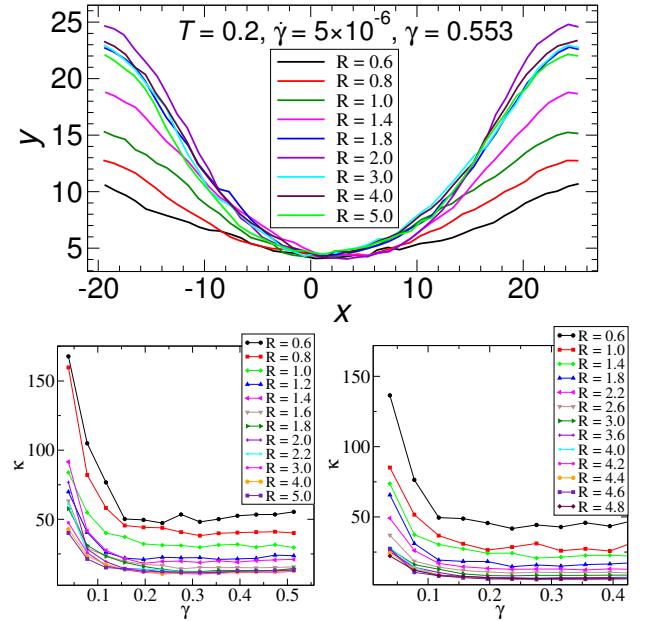 T = 0.2, γ̇ = 5×10⁻⁶, γ = 0.553
R = 0.6
R = 0.8
R = 1.0
R = 1.4
R = 1.8
R = 2.0
R = 3.0
R = 4.0
R = 5.0
25
20
15
10
5
y
-20 -10 0 10 20
x
R = 0.6
R = 0.8
R = 1.0
R = 1.2
R = 1.4
R = 1.6
R = 1.8
R = 2.0
R = 2.2
R = 3.0
R = 4.0
R = 5.0
150
100
50
κ
0.1 0.2 0.3 0.4 0.5
γ
R = 0.6
R = 1.0
R = 1.4
R = 1.8
R = 2.2
R = 2.6
R = 3.0
R = 3.6
R = 4.0
R = 4.2
R = 4.4
R = 4.6
R = 4.8
150
100
50
κ
0.1 0.2 0.3 0.4
γ